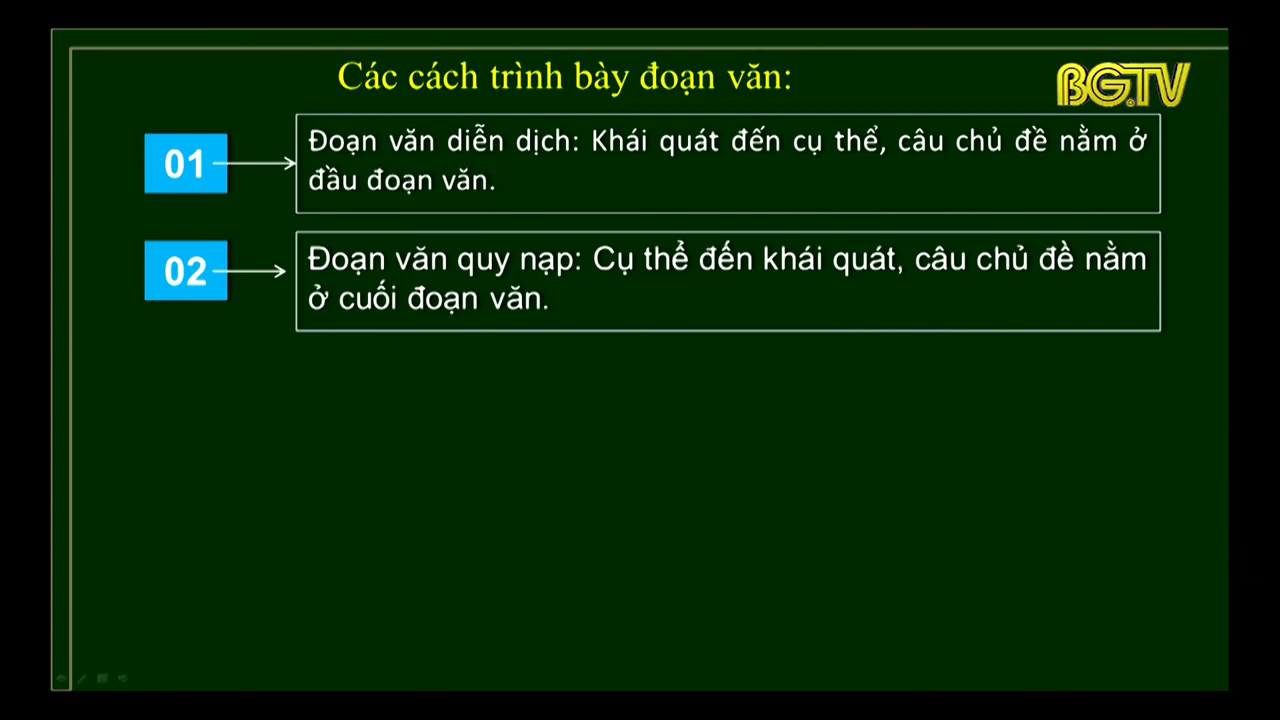 Các cách trình bày đoạn văn:
BGTV
01
Đoạn văn diễn dịch: Khái quát đến cụ thể, câu chủ đề nằm ở
đầu đoạn văn.
02
Đoạn văn quy nạp: Cụ thể đến khái quát, câu chủ đề nằm
ở cuối đoạn văn.